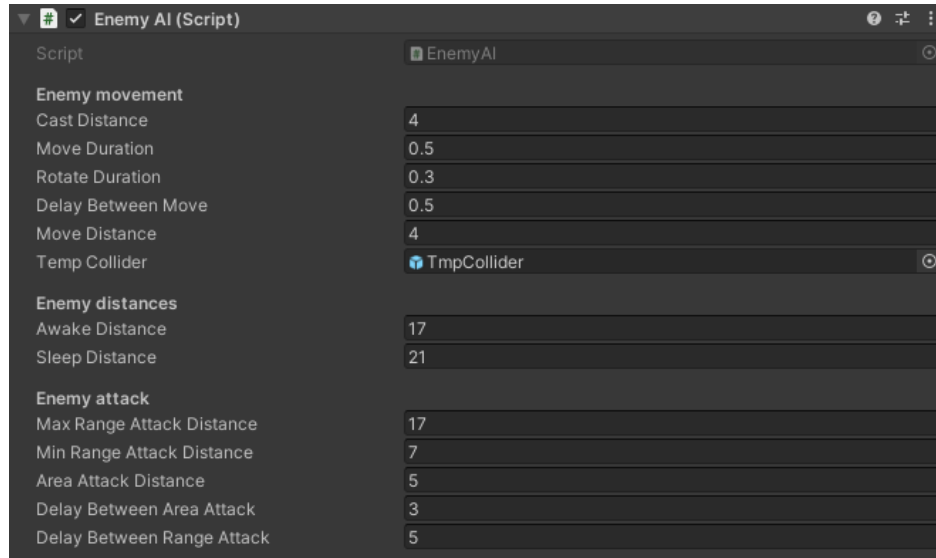 Enemy AI (Script)
Script EnemyAI
Enemy movement
Cast Distance 4
Move Duration 0.5
Rotate Duration 0.3
Delay Between Move 0.5
Move Distance 4
Temp Collider TmpCollider
Enemy distances
Awake Distance 17
Sleep Distance 21
Enemy attack
Max Range Attack Distance 17
Min Range Attack Distance 7
Area Attack Distance 5
Delay Between Area Attack 3
Delay Between Range Attack 5